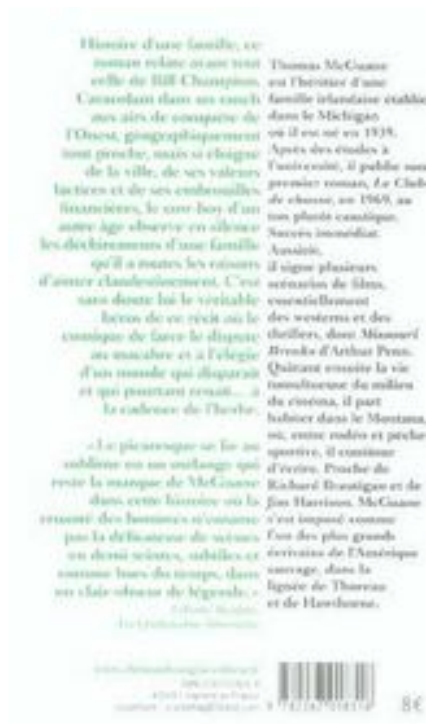 Histoire d'une famille, ce
roman relate avant tout
celle de Bill Champion.
Caracolant dans son ranch
aux airs de conquête de
l'Ouest, géographiquement
tout proche, mais si éloigné
de la ville, de ses valeurs
factices et de ses embrouilles
financières, le cow-boy d'un
autre âge observe en silence
les déchirements d'une famille
qu'il a toutes les raisons
d'aimer clandestinement. C'est
sans doute lui le véritable
héros de ce récit où le
comique de farce le dispute
au macabre et à l'élégie
d'un monde qui disparaît
et qui pourtant renaît... à
la cadence de l'herbe.
« Le picaresque se lie au
sublime en un mélange qui
reste la marque de McGuane
dans cette histoire où la
cruauté des hommes n'entame
pas la délicatesse de scènes
en demi-teintes, subtiles et
comme hors du temps, dans
un clair-obscur de légende. »
La Quinzaine littéraire
Thomas McGuane
est l'héritier d'une
famille irlandaise établie
dans le Michigan
où il est né en 1939.
Après des études à
l'université, il publie son
premier roman, Le Club
de chasse, en 1969, au
ton plutôt caustique.
Succès immédiat.
Aussitôt,
il signe plusieurs
scénarios de films,
essentiellement
des westerns et des
thrillers, dont Missouri
Breaks d'Arthur Penn.
Quittant ensuite la vie
tumultueuse du milieu
du cinéma, il part
habiter dans le Montana,
où, entre rodéo et pêche
sportive, il continue
d'écrire. Proche de
Richard Brautigan et de
Jim Harrison, McGuane
s'est imposé comme
l'un des plus grands
écrivains de l'Amérique
sauvage, dans la
lignée de Thoreau
et de Hawthorne.
8€